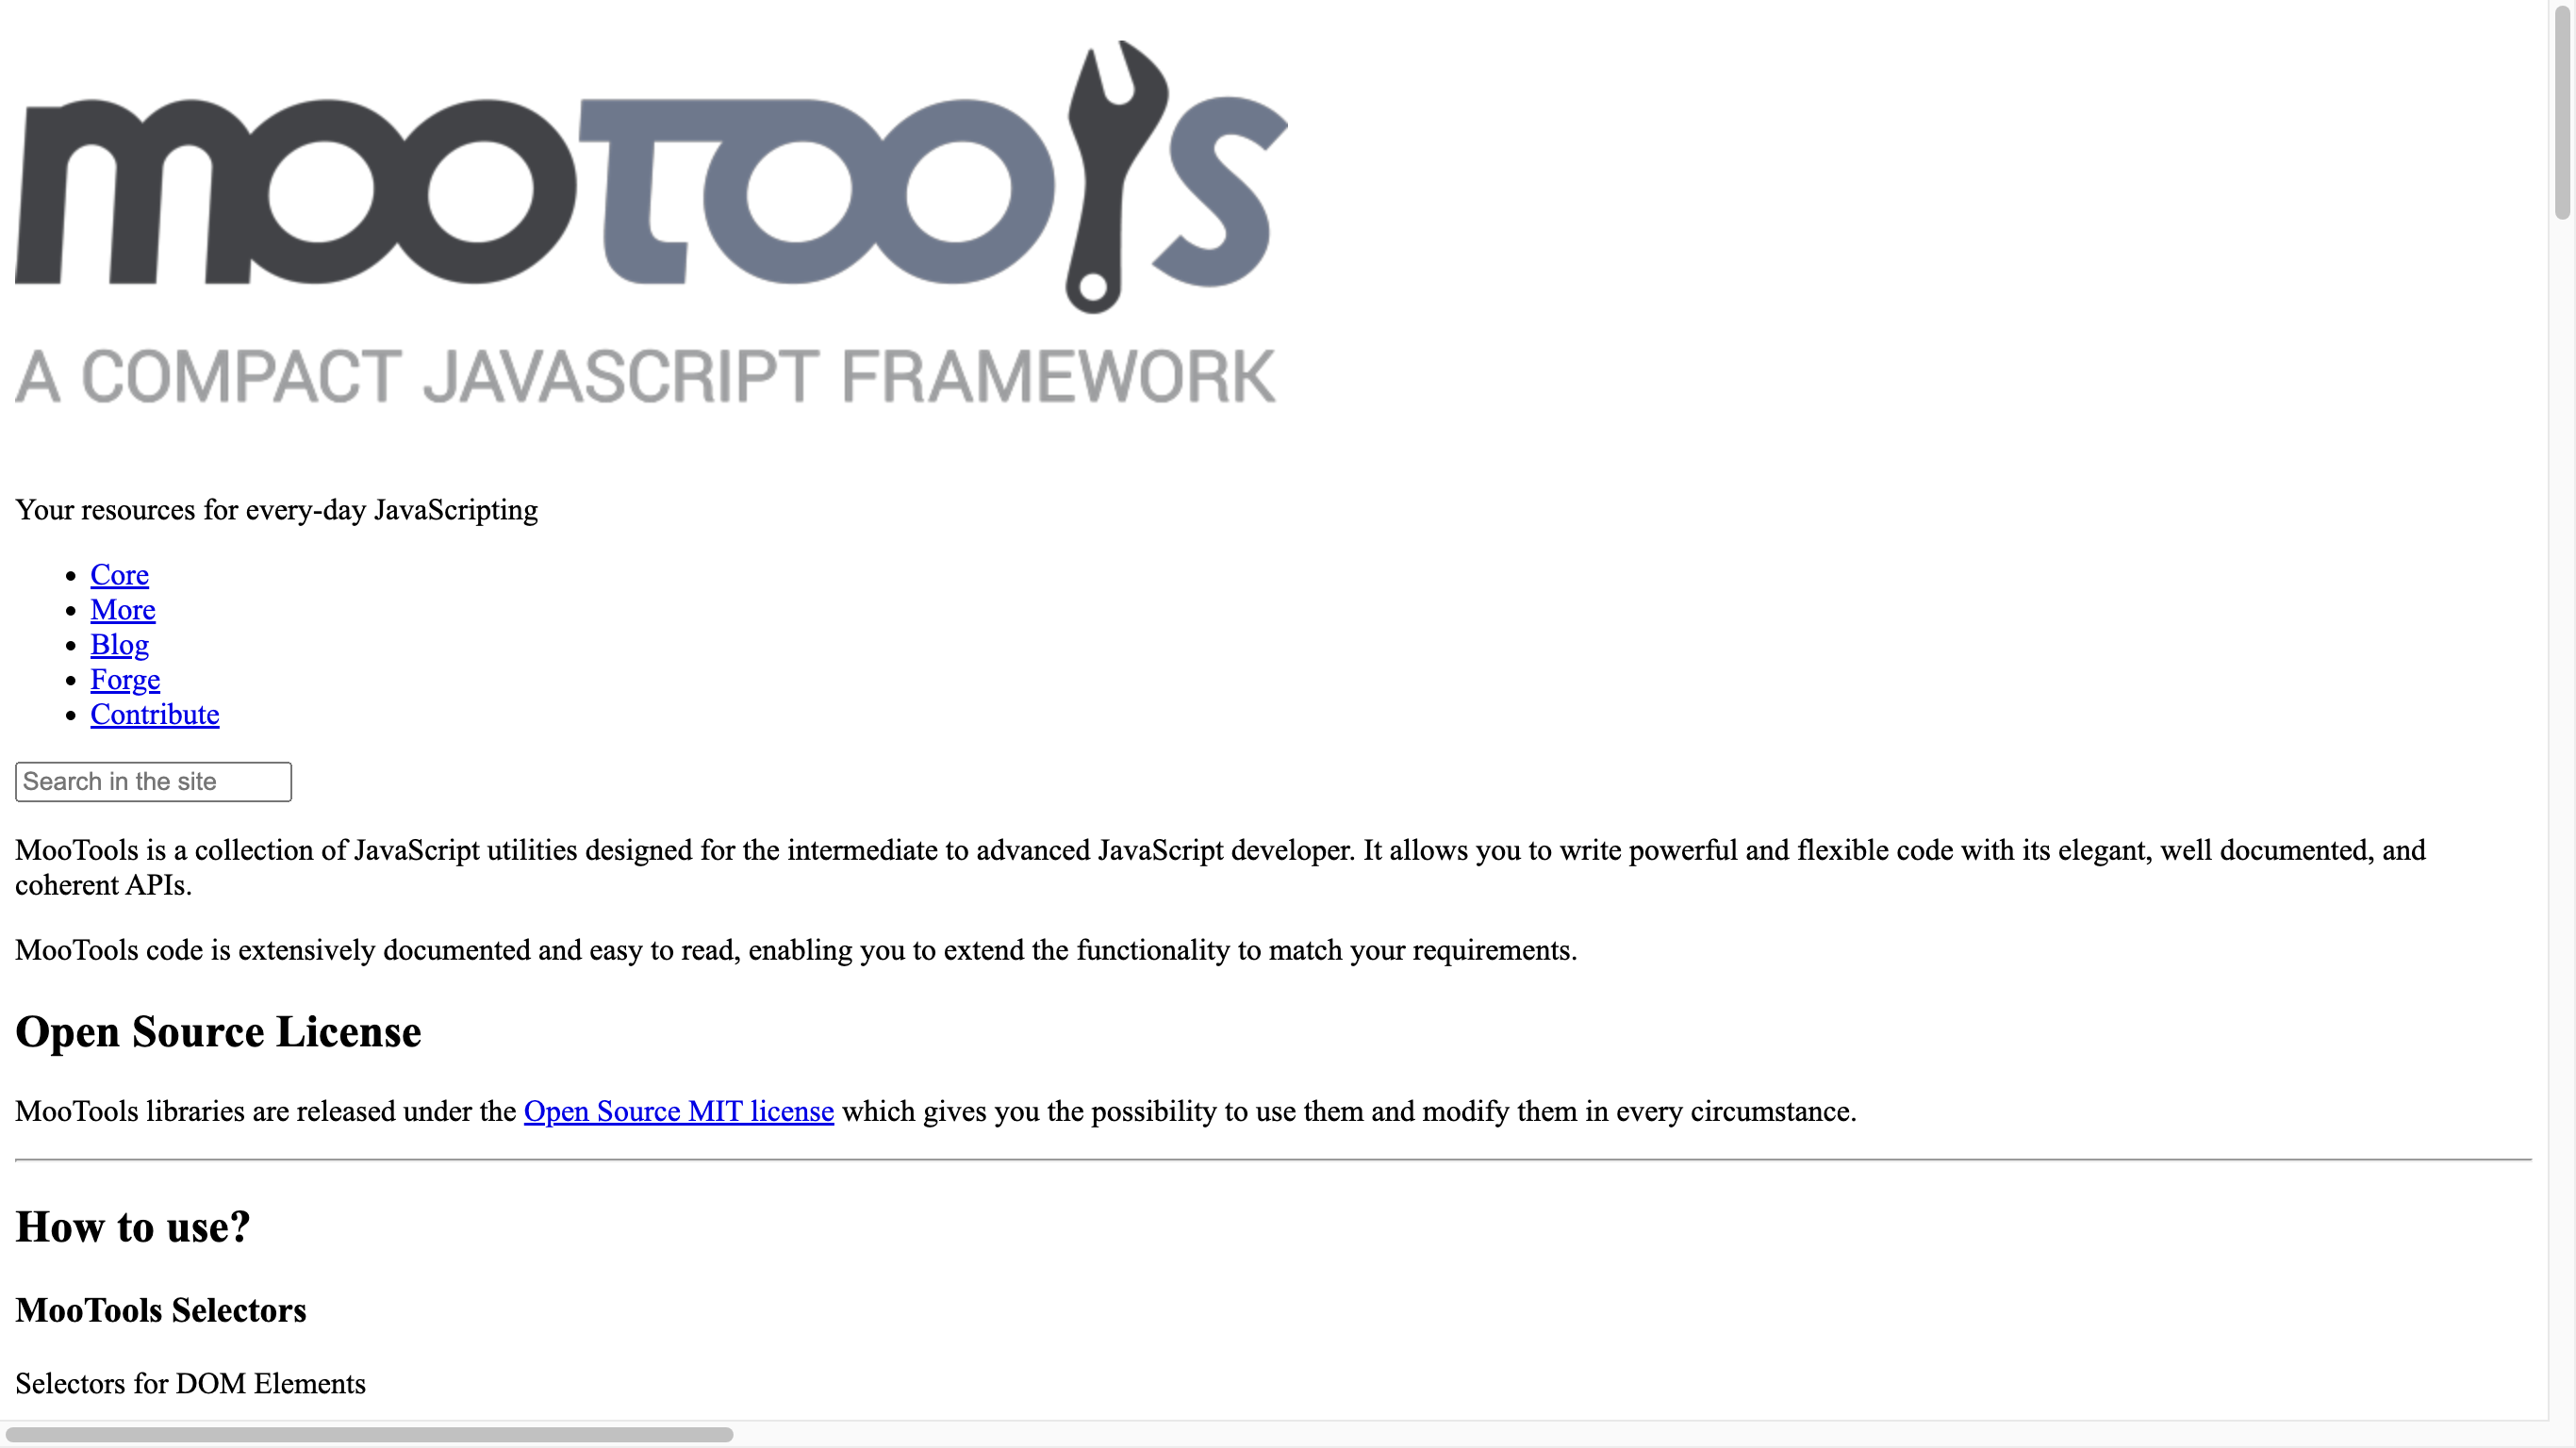 mooTools
A COMPACT JAVASCRIPT FRAMEWORK
Your resources for every-day JavaScripting
Core
More
Blog
Forge
Contribute
Search in the site
MooTools is a collection of JavaScript utilities designed for the intermediate to advanced JavaScript developer. It allows you to write powerful and flexible code with its elegant, well documented, and
coherent APIs.
MooTools code is extensively documented and easy to read, enabling you to extend the functionality to match your requirements.
Open Source License
MooTools libraries are released under the Open Source MIT license which gives you the possibility to use them and modify them in every circumstance.
How to use?
MooTools Selectors
Selectors for DOM Elements